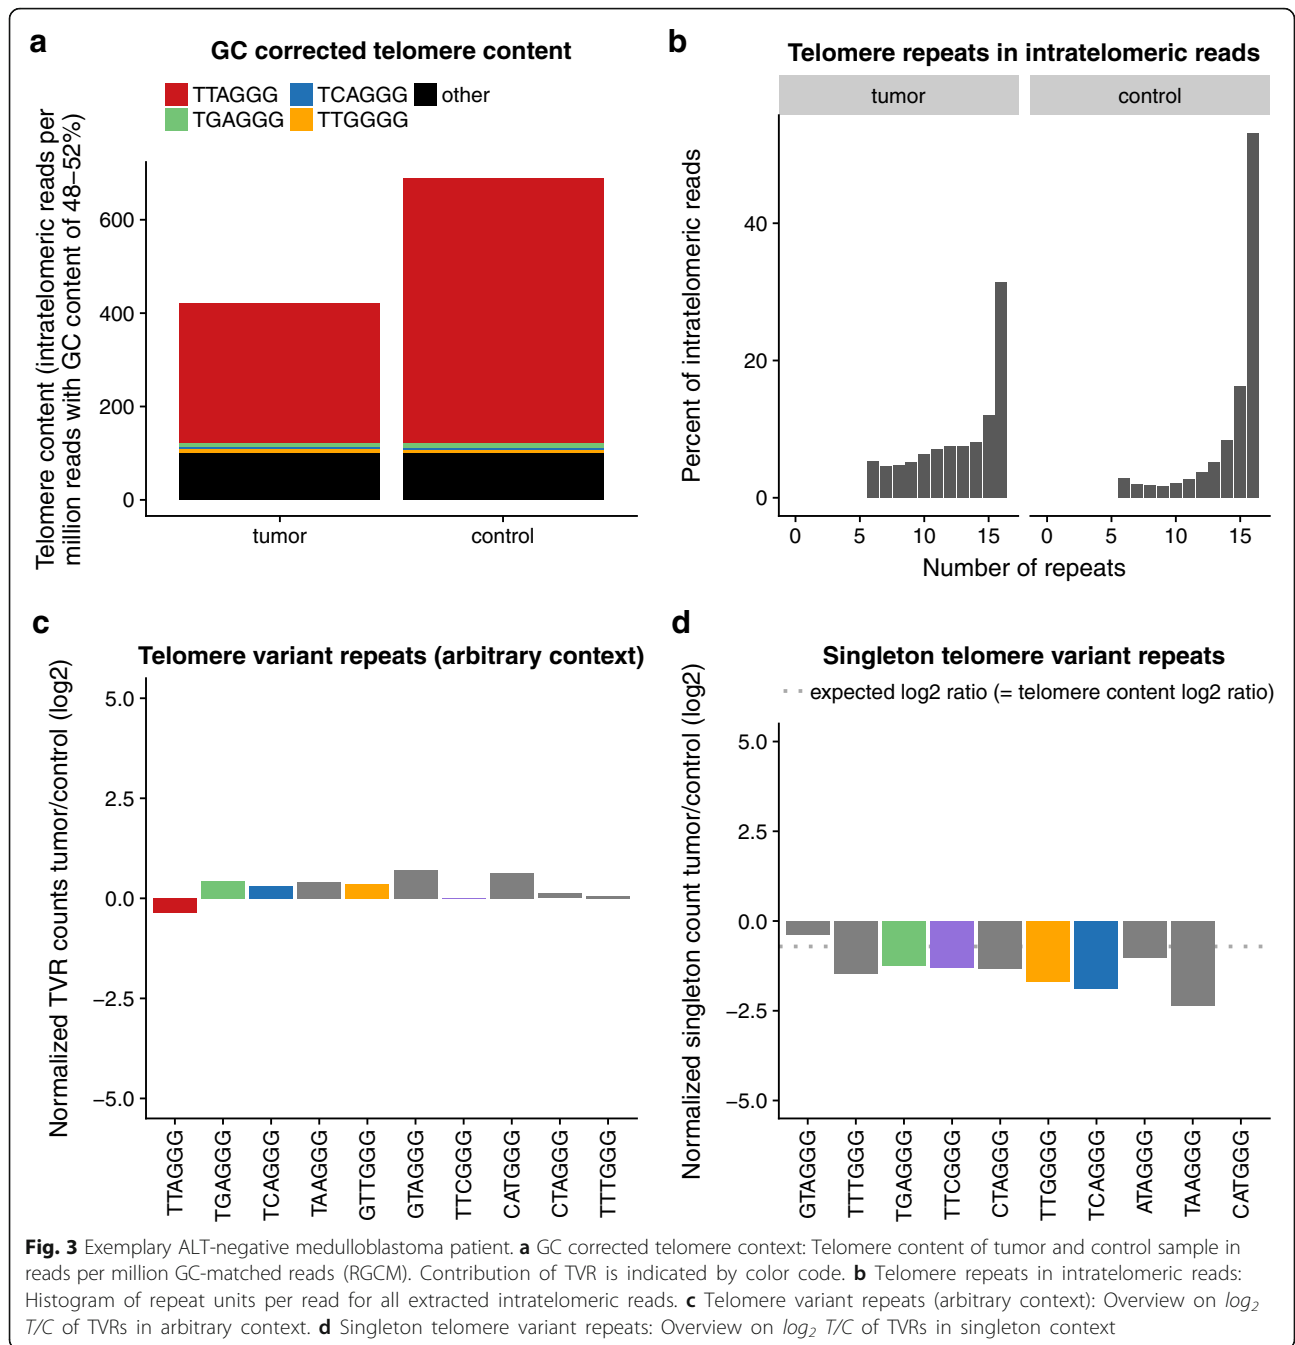 a
GC corrected telomere content
TTAGGG TCAGGG other
TGAGGG TTGGGG
Telomere content (intratelomeric reads per
million reads with GC content of 48–52%)
600
400
200
0
tumor control
b
Telomere repeats in intratelomeric reads
tumor control
Percent of intratelomeric reads
40
20
0
0 5 10 15 0 5 10 15
Number of repeats
c
Telomere variant repeats (arbitrary context)
Normalized TVR counts tumor/control (log2)
5.0
2.5
0.0
−2.5
−5.0
TTAGGG
TGAGGG
TCAGGG
TAAGGG
GTTGGG
GTAGGG
TTCGGG
CATGGG
CTAGGG
TTTGGG
d
Singleton telomere variant repeats
expected log2 ratio (= telomere content log2 ratio)
Normalized singleton count tumor/control (log2)
5.0
2.5
0.0
−2.5
−5.0
GTAGGG
TTTGGG
TGAGGG
TTCGGG
CTAGGG
TTGGGG
TCAGGG
ATAGGG
TAAGGG
CATGGG
Fig. 3 Exemplary ALT-negative medulloblastoma patient. a GC corrected telomere context: Telomere content of tumor and control sample in
reads per million GC-matched reads (RGCM). Contribution of TVR is indicated by color code. b Telomere repeats in intratelomeric reads:
Histogram of repeat units per read for all extracted intratelomeric reads. c Telomere variant repeats (arbitrary context): Overview on log2
T/C of TVRs in arbitrary context. d Singleton telomere variant repeats: Overview on log2 T/C of TVRs in singleton context